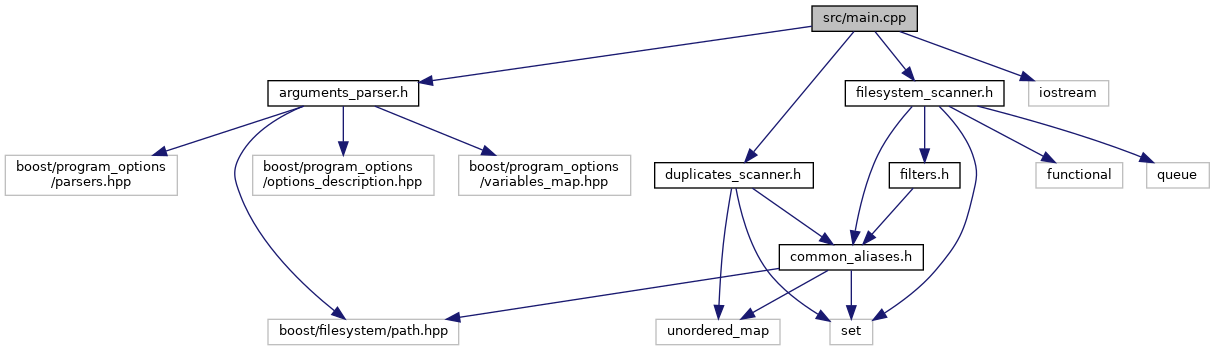 src/main.cpp
arguments_parser.h
filesystem_scanner.h
iostream
boost/program_options
/parsers.hpp
boost/program_options
/options_description.hpp
boost/program_options
/variables_map.hpp
duplicates_scanner.h
filters.h
functional
queue
common_aliases.h
boost/filesystem/path.hpp
unordered_map
set